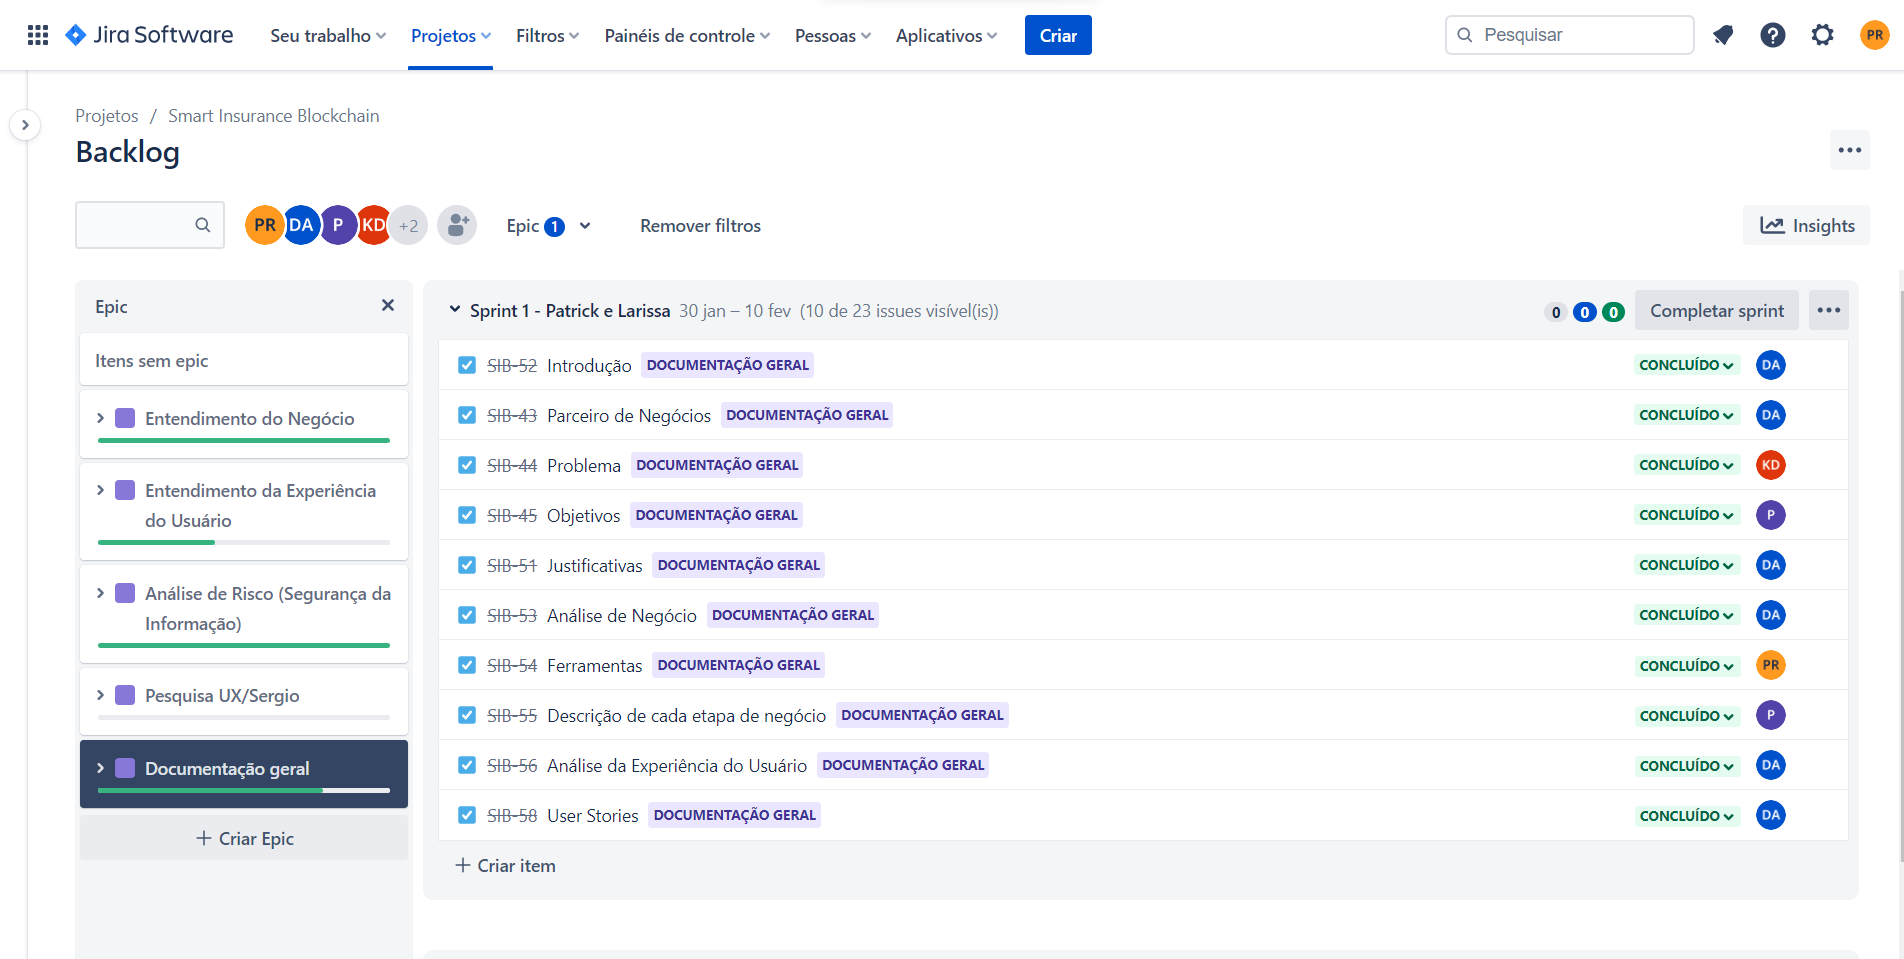 Jira Software Seu trabalho Projetos Filtros Painéis de controle Pessoas Aplicativos Criar Pesquisar PR
Projetos / Smart Insurance Blockchain
Backlog
PR DA P KD +2 Epic 1 Remover filtros Insights
Epic
Itens sem epic
Entendimento do Negócio
Entendimento da Experiência
do Usuário
Análise de Risco (Segurança da
Informação)
Pesquisa UX/Sergio
Documentação geral
+ Criar Epic
Sprint 1 - Patrick e Larissa 30 jan – 10 fev (10 de 23 issues visível(is)) 0 0 0 Completar sprint
SIB-52 Introdução DOCUMENTAÇÃO GERAL CONCLUÍDO DA
SIB-43 Parceiro de Negócios DOCUMENTAÇÃO GERAL CONCLUÍDO DA
SIB-44 Problema DOCUMENTAÇÃO GERAL CONCLUÍDO KD
SIB-45 Objetivos DOCUMENTAÇÃO GERAL CONCLUÍDO P
SIB-51 Justificativas DOCUMENTAÇÃO GERAL CONCLUÍDO DA
SIB-53 Análise de Negócio DOCUMENTAÇÃO GERAL CONCLUÍDO DA
SIB-54 Ferramentas DOCUMENTAÇÃO GERAL CONCLUÍDO PR
SIB-55 Descrição de cada etapa de negócio DOCUMENTAÇÃO GERAL CONCLUÍDO P
SIB-56 Análise da Experiência do Usuário DOCUMENTAÇÃO GERAL CONCLUÍDO DA
SIB-58 User Stories DOCUMENTAÇÃO GERAL CONCLUÍDO DA
+ Criar item